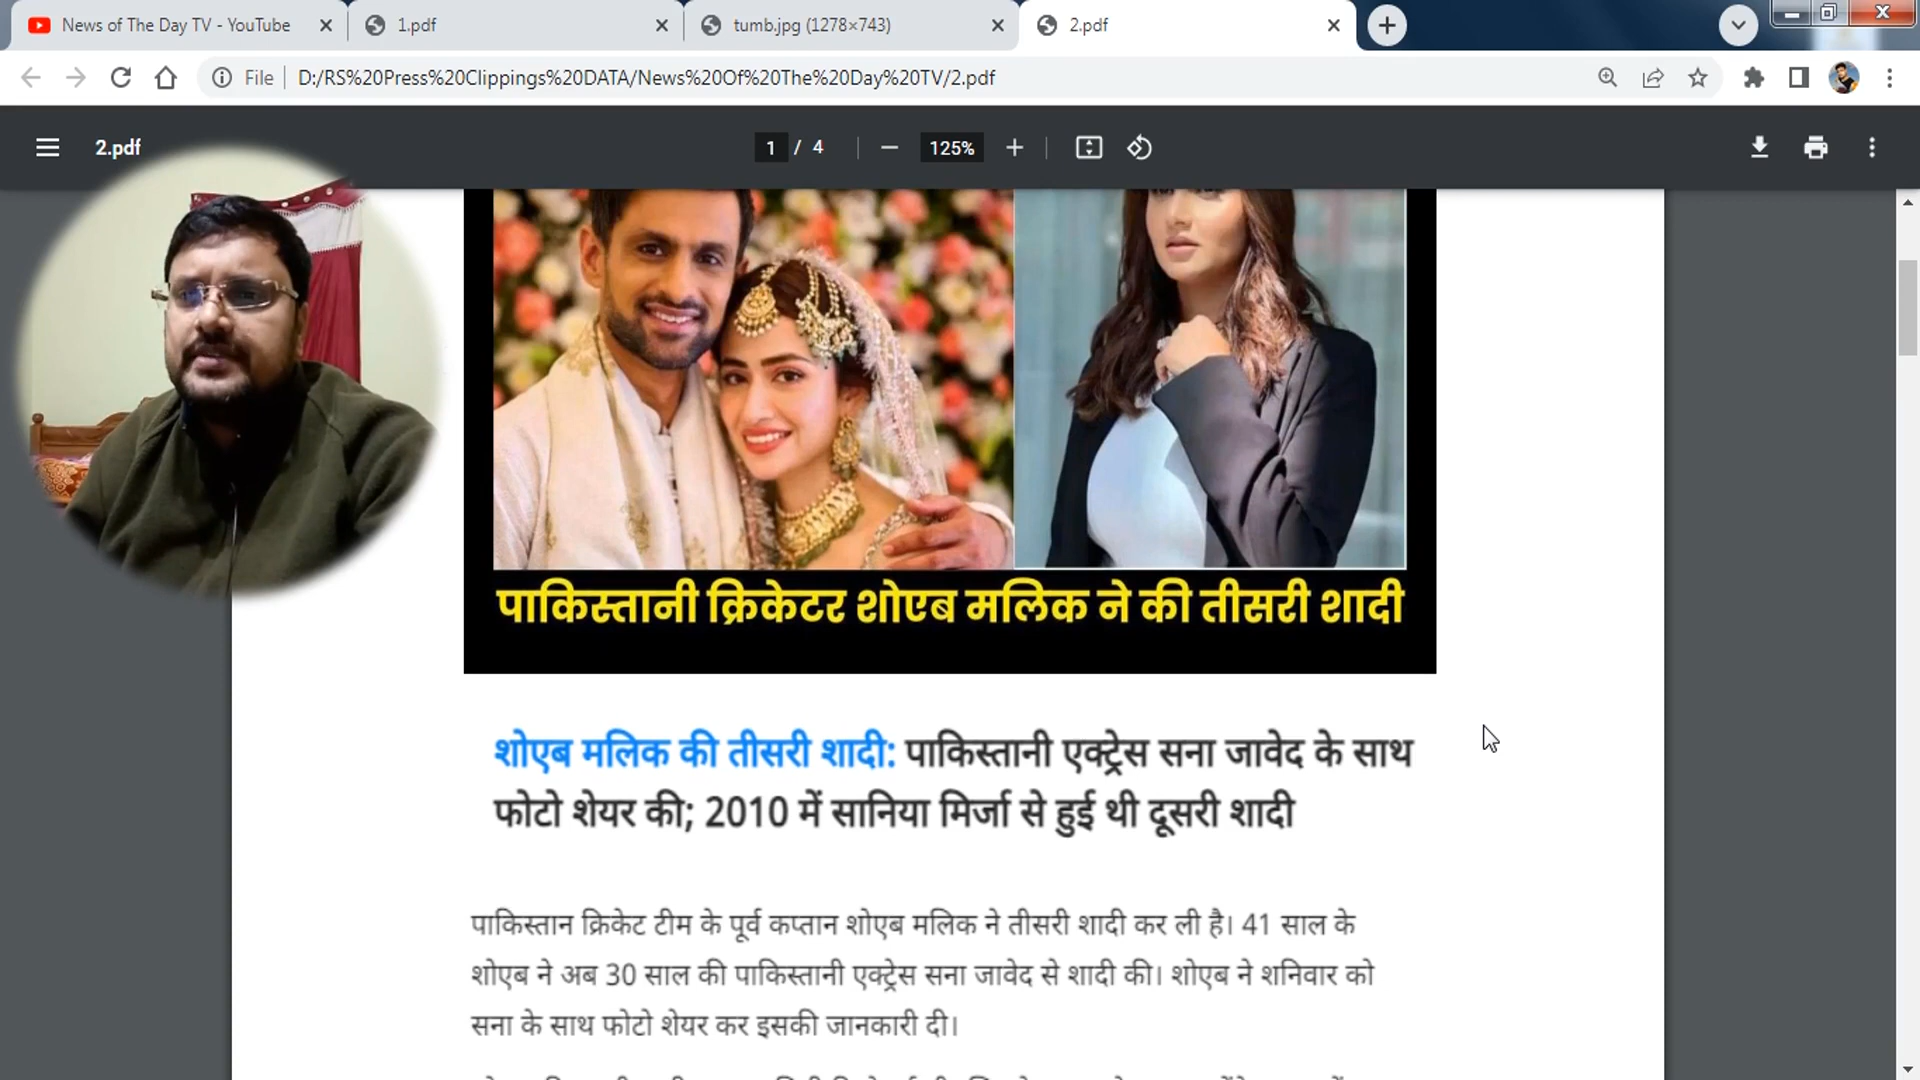 News of The Day TV - YouTube
1.pdf
tumb.jpg (1278×743)
2.pdf
File
D:/RS%20Press%20Clippings%20DATA/News%20Of%20The%20Day%20TV/2.pdf
2.pdf
1 / 4
125%
पाकिस्तानी क्रिकेटर शोएब मलिक ने की तीसरी शादी
शोएब मलिक की तीसरी शादी: पाकिस्तानी एक्ट्रेस सना जावेद के साथ
फोटो शेयर की; 2010 में सानिया मिर्जा से हुई थी दूसरी शादी
पाकिस्तान क्रिकेट टीम के पूर्व कप्तान शोएब मलिक ने तीसरी शादी कर ली है। 41 साल के
शोएब ने अब 30 साल की पाकिस्तानी एक्ट्रेस सना जावेद से शादी की। शोएब ने शनिवार को
सना के साथ फोटो शेयर कर इसकी जानकारी दी।